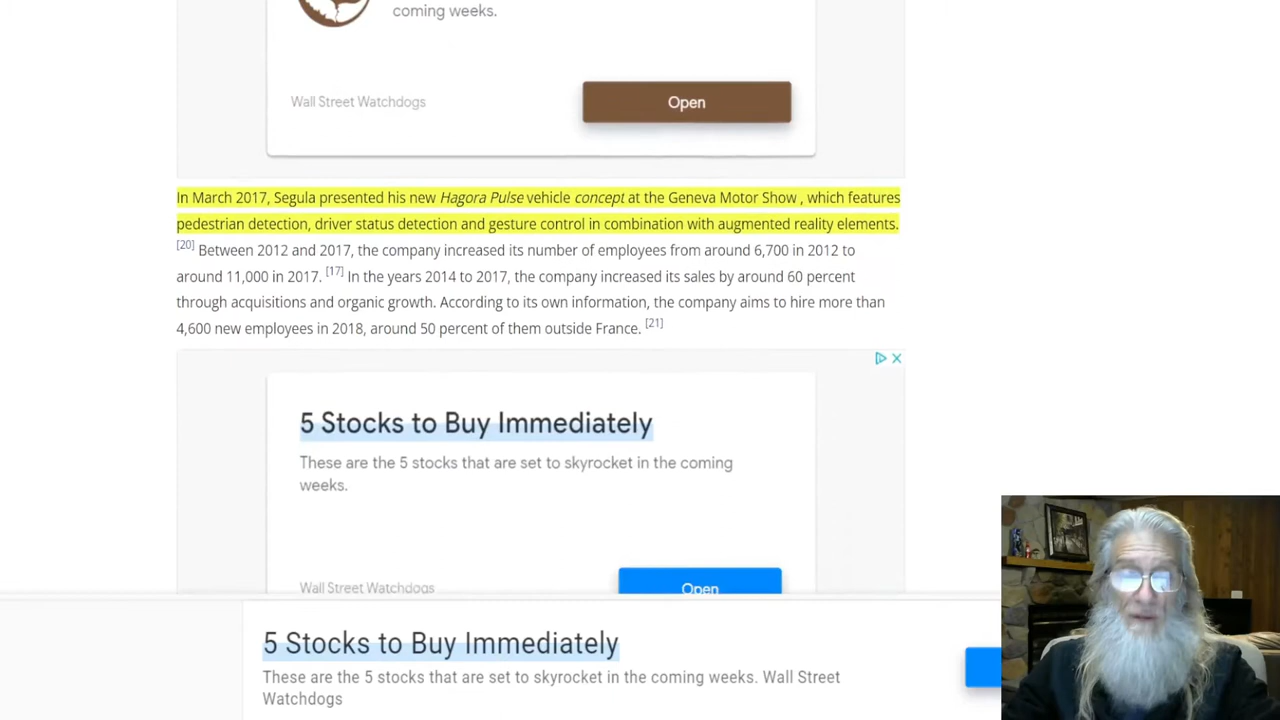 coming weeks.
Wall Street Watchdogs
Open
In March 2017, Segula presented his new Hagora Pulse vehicle concept at the Geneva Motor Show , which features
pedestrian detection, driver status detection and gesture control in combination with augmented reality elements.
[20] Between 2012 and 2017, the company increased its number of employees from around 6,700 in 2012 to
around 11,000 in 2017. [17] In the years 2014 to 2017, the company increased its sales by around 60 percent
through acquisitions and organic growth. According to its own information, the company aims to hire more than
4,600 new employees in 2018, around 50 percent of them outside France. [21]
5 Stocks to Buy Immediately
These are the 5 stocks that are set to skyrocket in the coming
weeks.
Wall Street Watchdogs
Open
5 Stocks to Buy Immediately
These are the 5 stocks that are set to skyrocket in the coming weeks. Wall Street
Watchdogs